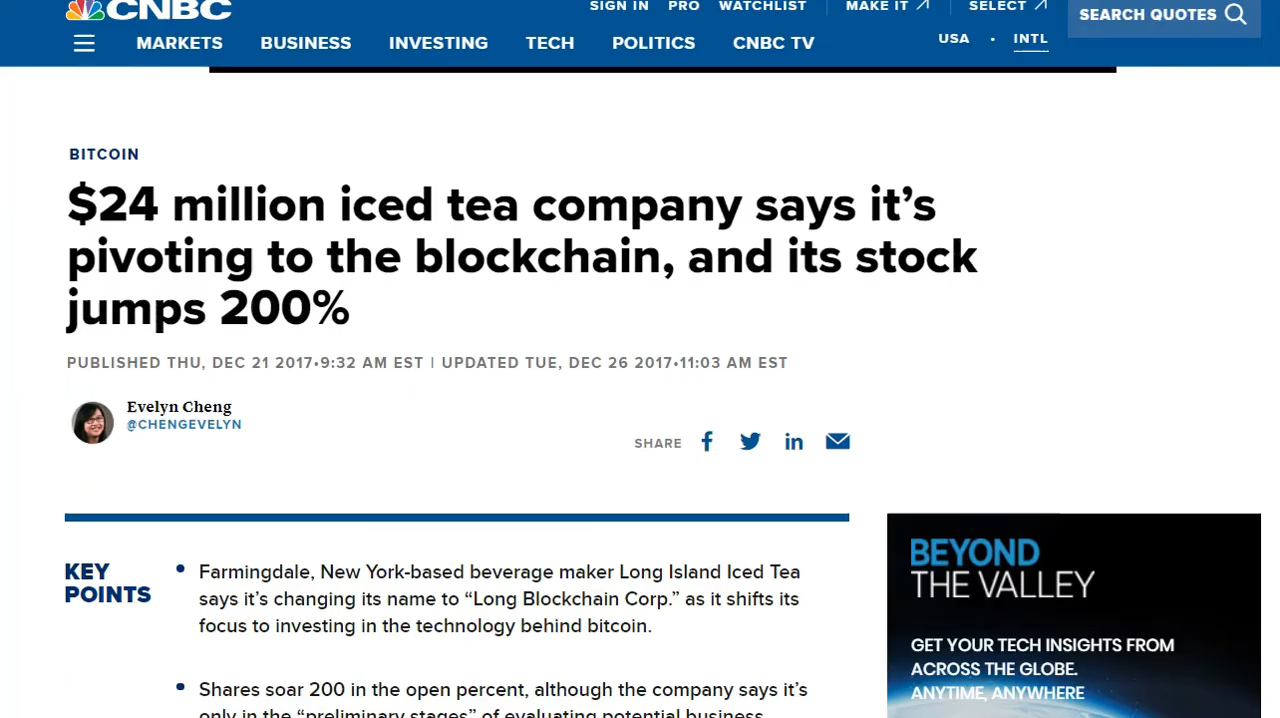 CNBC
SIGN IN PRO WATCHLIST MAKE IT SELECT
SEARCH QUOTES
MARKETS BUSINESS INVESTING TECH POLITICS CNBC TV
USA • INTL
BITCOIN
$24 million iced tea company says it’s
pivoting to the blockchain, and its stock
jumps 200%
PUBLISHED THU, DEC 21 2017•9:32 AM EST | UPDATED TUE, DEC 26 2017•11:03 AM EST
Evelyn Cheng
@CHENGEVELYN
SHARE
KEY
POINTS
• Farmingdale, New York-based beverage maker Long Island Iced Tea
says it’s changing its name to “Long Blockchain Corp.” as it shifts its
focus to investing in the technology behind bitcoin.
• Shares soar 200 in the open percent, although the company says it’s
only in the “preliminary stages” of evaluating potential business
BEYOND
THE VALLEY
GET YOUR TECH INSIGHTS FROM
ACROSS THE GLOBE.
ANYTIME, ANYWHERE